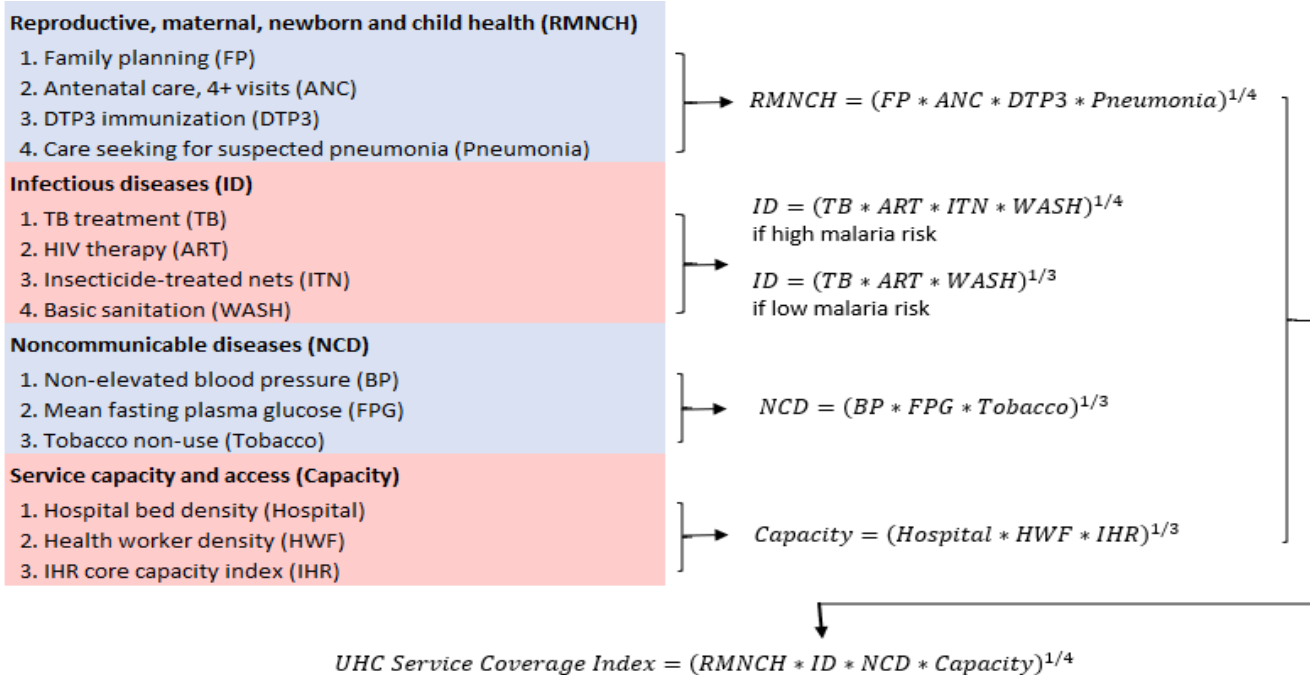 Reproductive, maternal, newborn and child health (RMNCH)
1. Family planning (FP)
2. Antenatal care, 4+ visits (ANC)
3. DTP3 immunization (DTP3)
4. Care seeking for suspected pneumonia (Pneumonia)
RMNCH = (FP * ANC * DTP3 * Pneumonia)^{1/4}
Infectious diseases (ID)
1. TB treatment (TB)
2. HIV therapy (ART)
3. Insecticide-treated nets (ITN)
4. Basic sanitation (WASH)
ID = (TB * ART * ITN * WASH)^{1/4}
if high malaria risk
ID = (TB * ART * WASH)^{1/3}
if low malaria risk
Noncommunicable diseases (NCD)
1. Non-elevated blood pressure (BP)
2. Mean fasting plasma glucose (FPG)
3. Tobacco non-use (Tobacco)
NCD = (BP * FPG * Tobacco)^{1/3}
Service capacity and access (Capacity)
1. Hospital bed density (Hospital)
2. Health worker density (HWF)
3. IHR core capacity index (IHR)
Capacity = (Hospital * HWF * IHR)^{1/3}
UHC Service Coverage Index = (RMNCH * ID * NCD * Capacity)^{1/4}